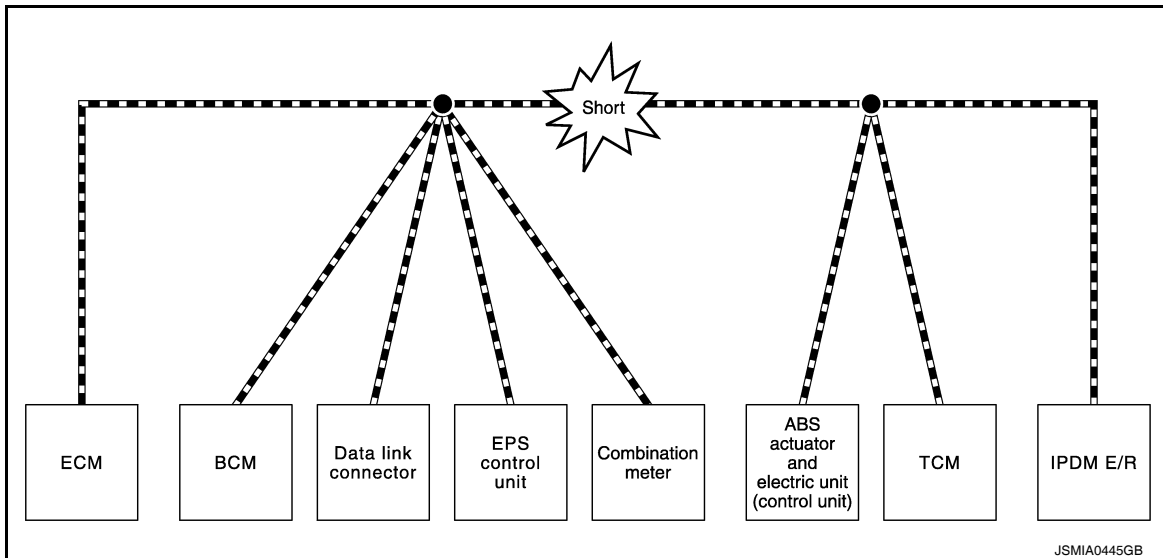 Short
ECM
BCM
Data link
connector
EPS
control
unit
Combination
meter
ABS
actuator
and
electric unit
(control unit)
TCM
IPDM E/R
JSMIA0445GB